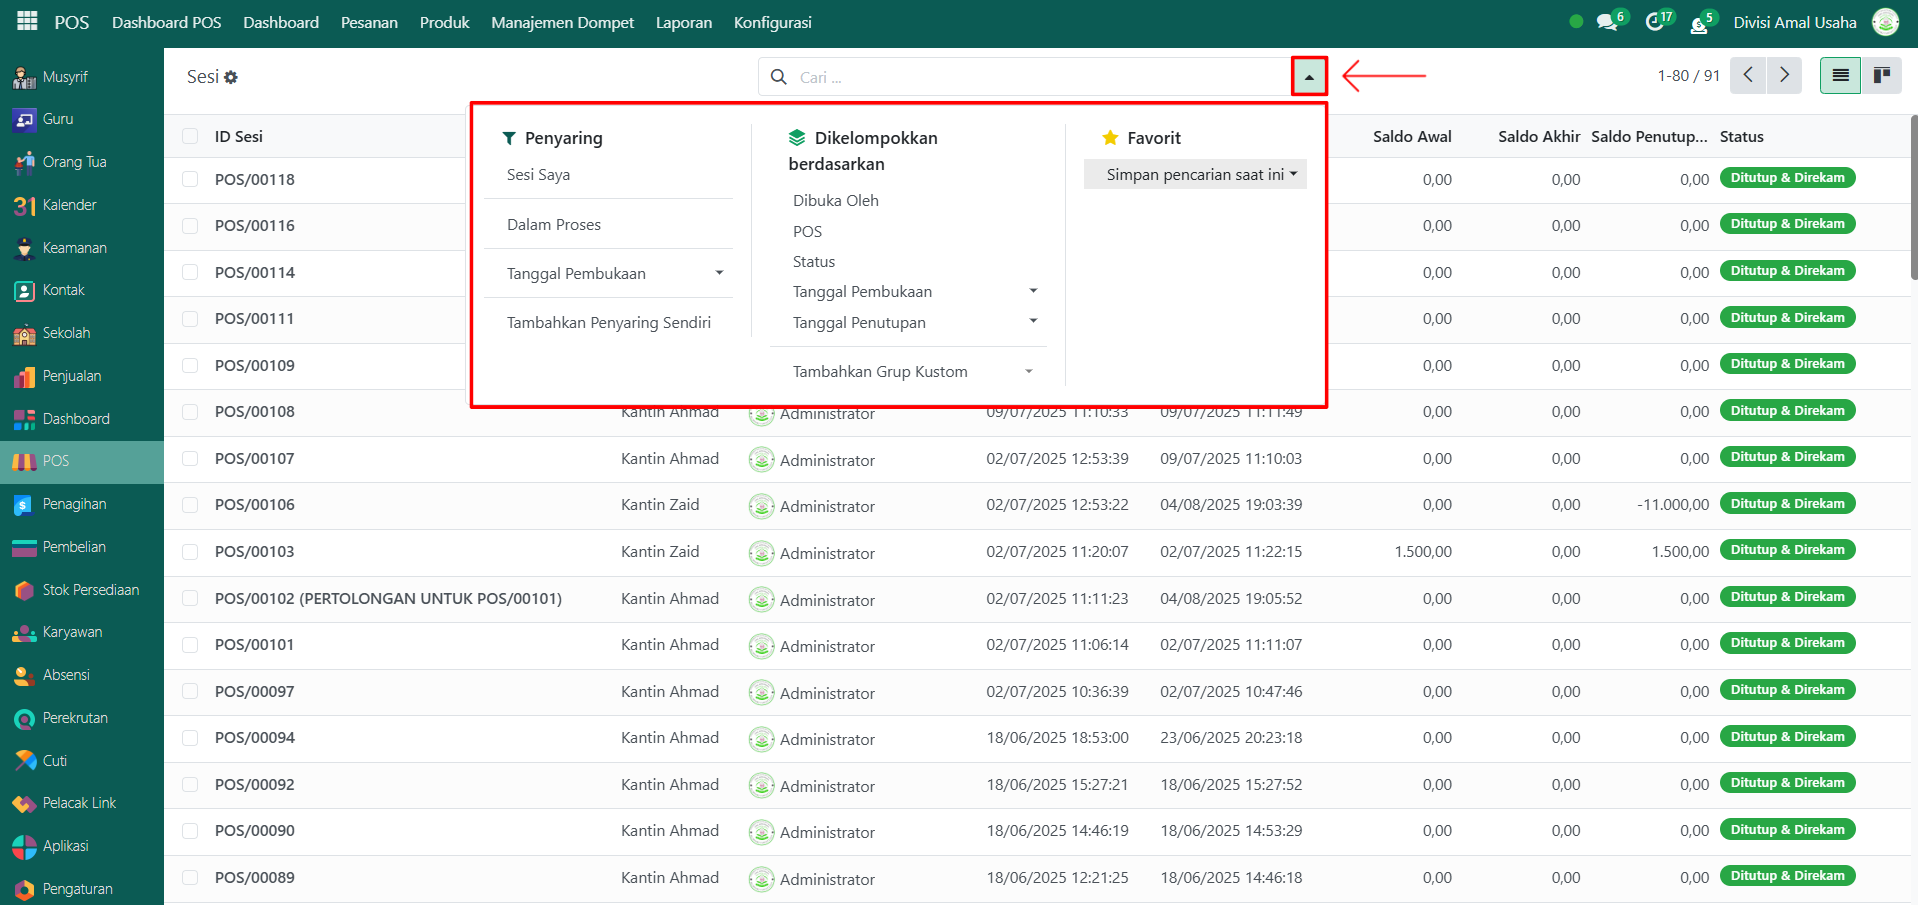 POS Dashboard POS Dashboard Pesanan Produk Manajemen Dompet Laporan Konfigurasi 6 17 5 Divisi Amal Usaha
Musyrif
Guru
Orang Tua
Kalender
Keamanan
Kontak
Sekolah
Penjualan
Dashboard
POS
Penagihan
Pembelian
Stok Persediaan
Karyawan
Absensi
Perekrutan
Cuti
Pelacak Link
Aplikasi
Pengaturan
Sesi Cari ... 1-80 / 91
Penyaring
Sesi Saya
Dalam Proses
Tanggal Pembukaan
Tambahkan Penyaring Sendiri
Dikelompokkan
berdasarkan
Dibuka Oleh
POS
Status
Tanggal Pembukaan
Tanggal Penutupan
Tambahkan Grup Kustom
Favorit
Simpan pencarian saat ini
ID Sesi Saldo Awal Saldo Akhir Saldo Penutup... Status
POS/00118 0,00 0,00 0,00 Ditutup & Direkam
POS/00116 0,00 0,00 0,00 Ditutup & Direkam
POS/00114 0,00 0,00 0,00 Ditutup & Direkam
POS/00111 0,00 0,00 0,00 Ditutup & Direkam
POS/00109 0,00 0,00 0,00 Ditutup & Direkam
POS/00108 Kantin Ahmad Administrator 09/07/2025 11:10:33 09/07/2025 11:11:49 0,00 0,00 0,00 Ditutup & Direkam
POS/00107 Kantin Ahmad Administrator 02/07/2025 12:53:39 09/07/2025 11:10:03 0,00 0,00 0,00 Ditutup & Direkam
POS/00106 Kantin Zaid Administrator 02/07/2025 12:53:22 04/08/2025 19:03:39 0,00 0,00 -11.000,00 Ditutup & Direkam
POS/00103 Kantin Zaid Administrator 02/07/2025 11:20:07 02/07/2025 11:22:15 1.500,00 0,00 1.500,00 Ditutup & Direkam
POS/00102 (PERTOLONGAN UNTUK POS/00101) Kantin Ahmad Administrator 02/07/2025 11:11:23 04/08/2025 19:05:52 0,00 0,00 0,00 Ditutup & Direkam
POS/00101 Kantin Ahmad Administrator 02/07/2025 11:06:14 02/07/2025 11:11:07 0,00 0,00 0,00 Ditutup & Direkam
POS/00097 Kantin Ahmad Administrator 02/07/2025 10:36:39 02/07/2025 10:47:46 0,00 0,00 0,00 Ditutup & Direkam
POS/00094 Kantin Ahmad Administrator 18/06/2025 18:53:00 23/06/2025 20:23:18 0,00 0,00 0,00 Ditutup & Direkam
POS/00092 Kantin Ahmad Administrator 18/06/2025 15:27:21 18/06/2025 15:27:52 0,00 0,00 0,00 Ditutup & Direkam
POS/00090 Kantin Ahmad Administrator 18/06/2025 14:46:19 18/06/2025 14:53:29 0,00 0,00 0,00 Ditutup & Direkam
POS/00089 Kantin Ahmad Administrator 18/06/2025 12:21:25 18/06/2025 14:46:18 0,00 0,00 0,00 Ditutup & Direkam